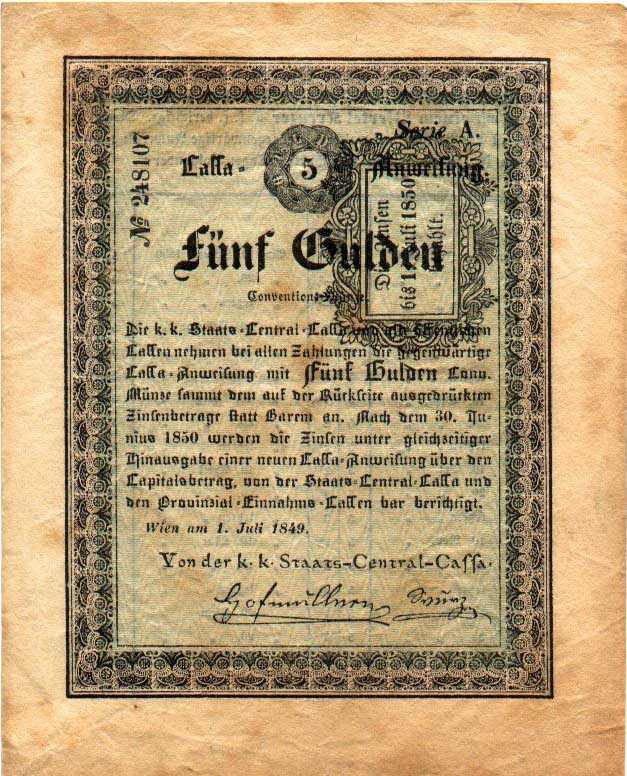 Serie A.
№ 248107
Cassa-
5
Anweisung.
Fünf Gulden
Conventions-Münze
Die k. k. Staats-Central-Cassa und alle öffentlichen
Cassen nehmen bei allen Zahlungen die gegenwärtige
Cassa-Anweisung mit Fünf Gulden Conv.
Münze sammt dem auf der Rückseite ausgedrückten
Zinsenbetrage statt Barem an. Nach dem 30. Ju-
nius 1850 werden die Zinsen unter gleichzeitiger
Hinausgabe einer neuen Cassa-Anweisung über den
Capitalsbetrag, von der Staats-Central-Cassa und
den Provinzial-Einnahms-Cassen bar berichtigt.
Wien am 1. Juli 1849.
Von der k. k. Staats-Central-Cassa.
bis 1. Juli 1850